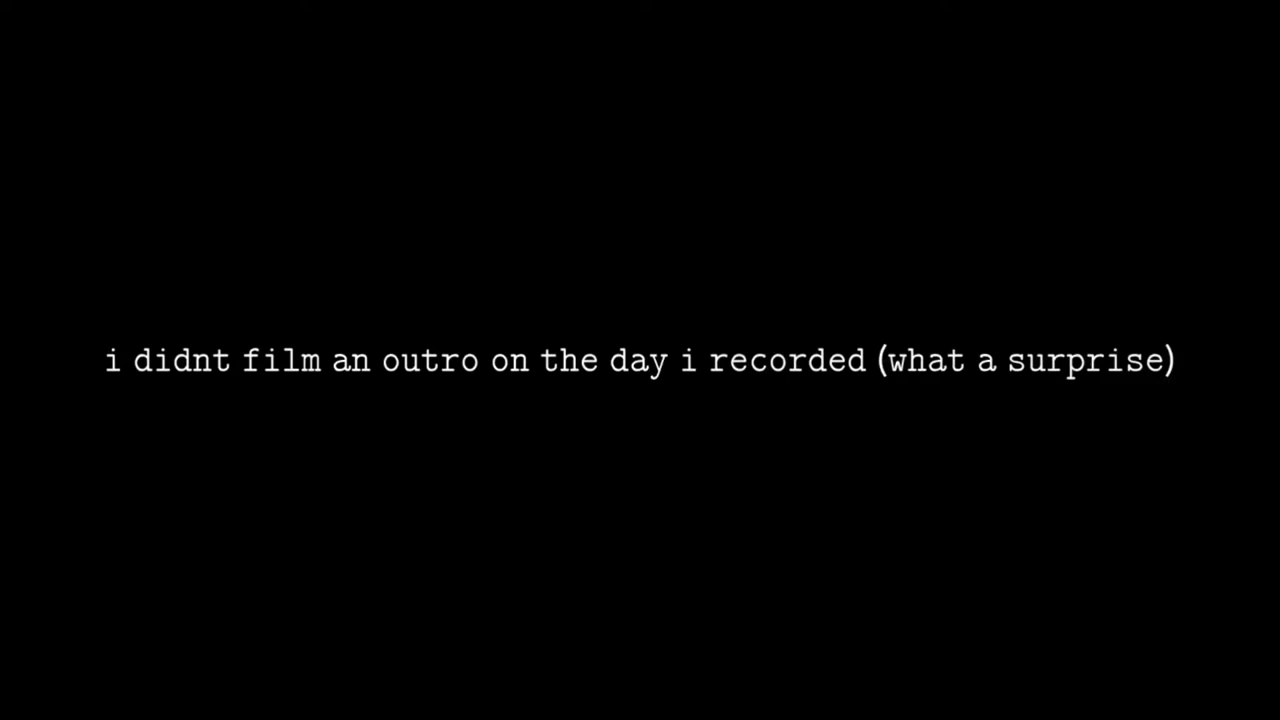 i didnt film an outro on the day i recorded (what a surprise)